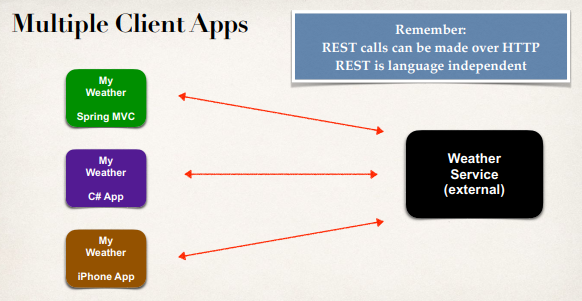 Multiple Client Apps
Remember:
REST calls can be made over HTTP
REST is language independent
My
Weather
Spring MVC
My
Weather
C# App
My
Weather
iPhone App
Weather
Service
(external)